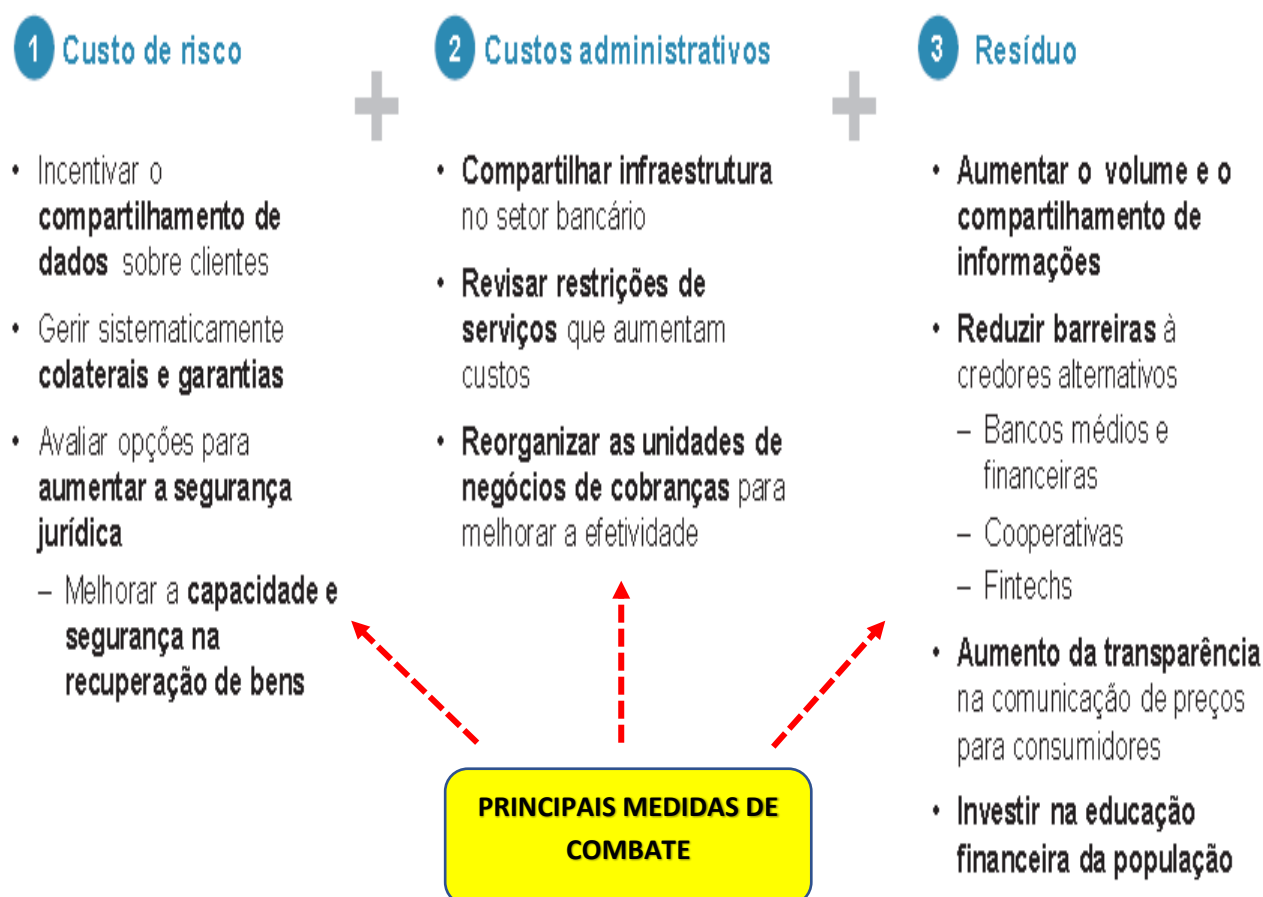 1 Custo de risco
• Incentivar o
compartilhamento de
dados sobre clientes
• Gerir sistematicamente
colaterais e garantias
• Avaliar opções para
aumentar a segurança
jurídica
– Melhorar a capacidade e
segurança na
recuperação de bens
+
2 Custos administrativos
• Compartilhar infraestrutura
no setor bancário
• Revisar restrições de
serviços que aumentam
custos
• Reorganizar as unidades de
negócios de cobranças para
melhorar a efetividade
+
3 Resíduo
• Aumentar o volume e o
compartilhamento de
informações
• Reduzir barreiras à
credores alternativos
– Bancos médios e
financeiras
– Cooperativas
– Fintechs
• Aumento da transparência
na comunicação de preços
para consumidores
• Investir na educação
financeira da população
PRINCIPAIS MEDIDAS DE
COMBATE